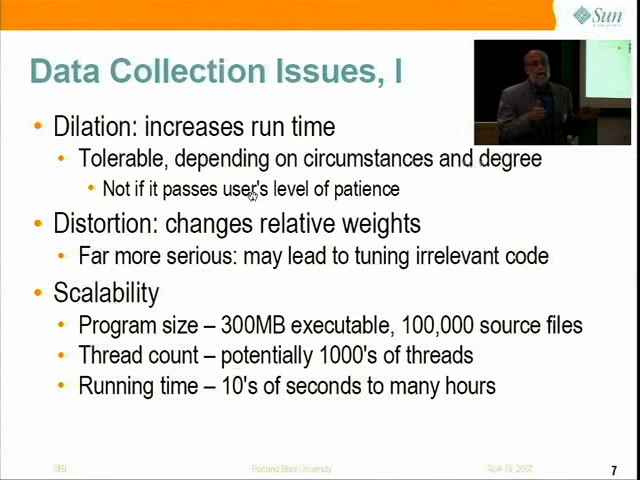 Sun
Data Collection Issues, I
• Dilation: increases run time
• Tolerable, depending on circumstances and degree
• Not if it passes user's level of patience
• Distortion: changes relative weights
• Far more serious: may lead to tuning irrelevant code
• Scalability
• Program size – 300MB executable, 100,000 source files
• Thread count – potentially 1000's of threads
• Running time – 10's of seconds to many hours
Portland State University
7